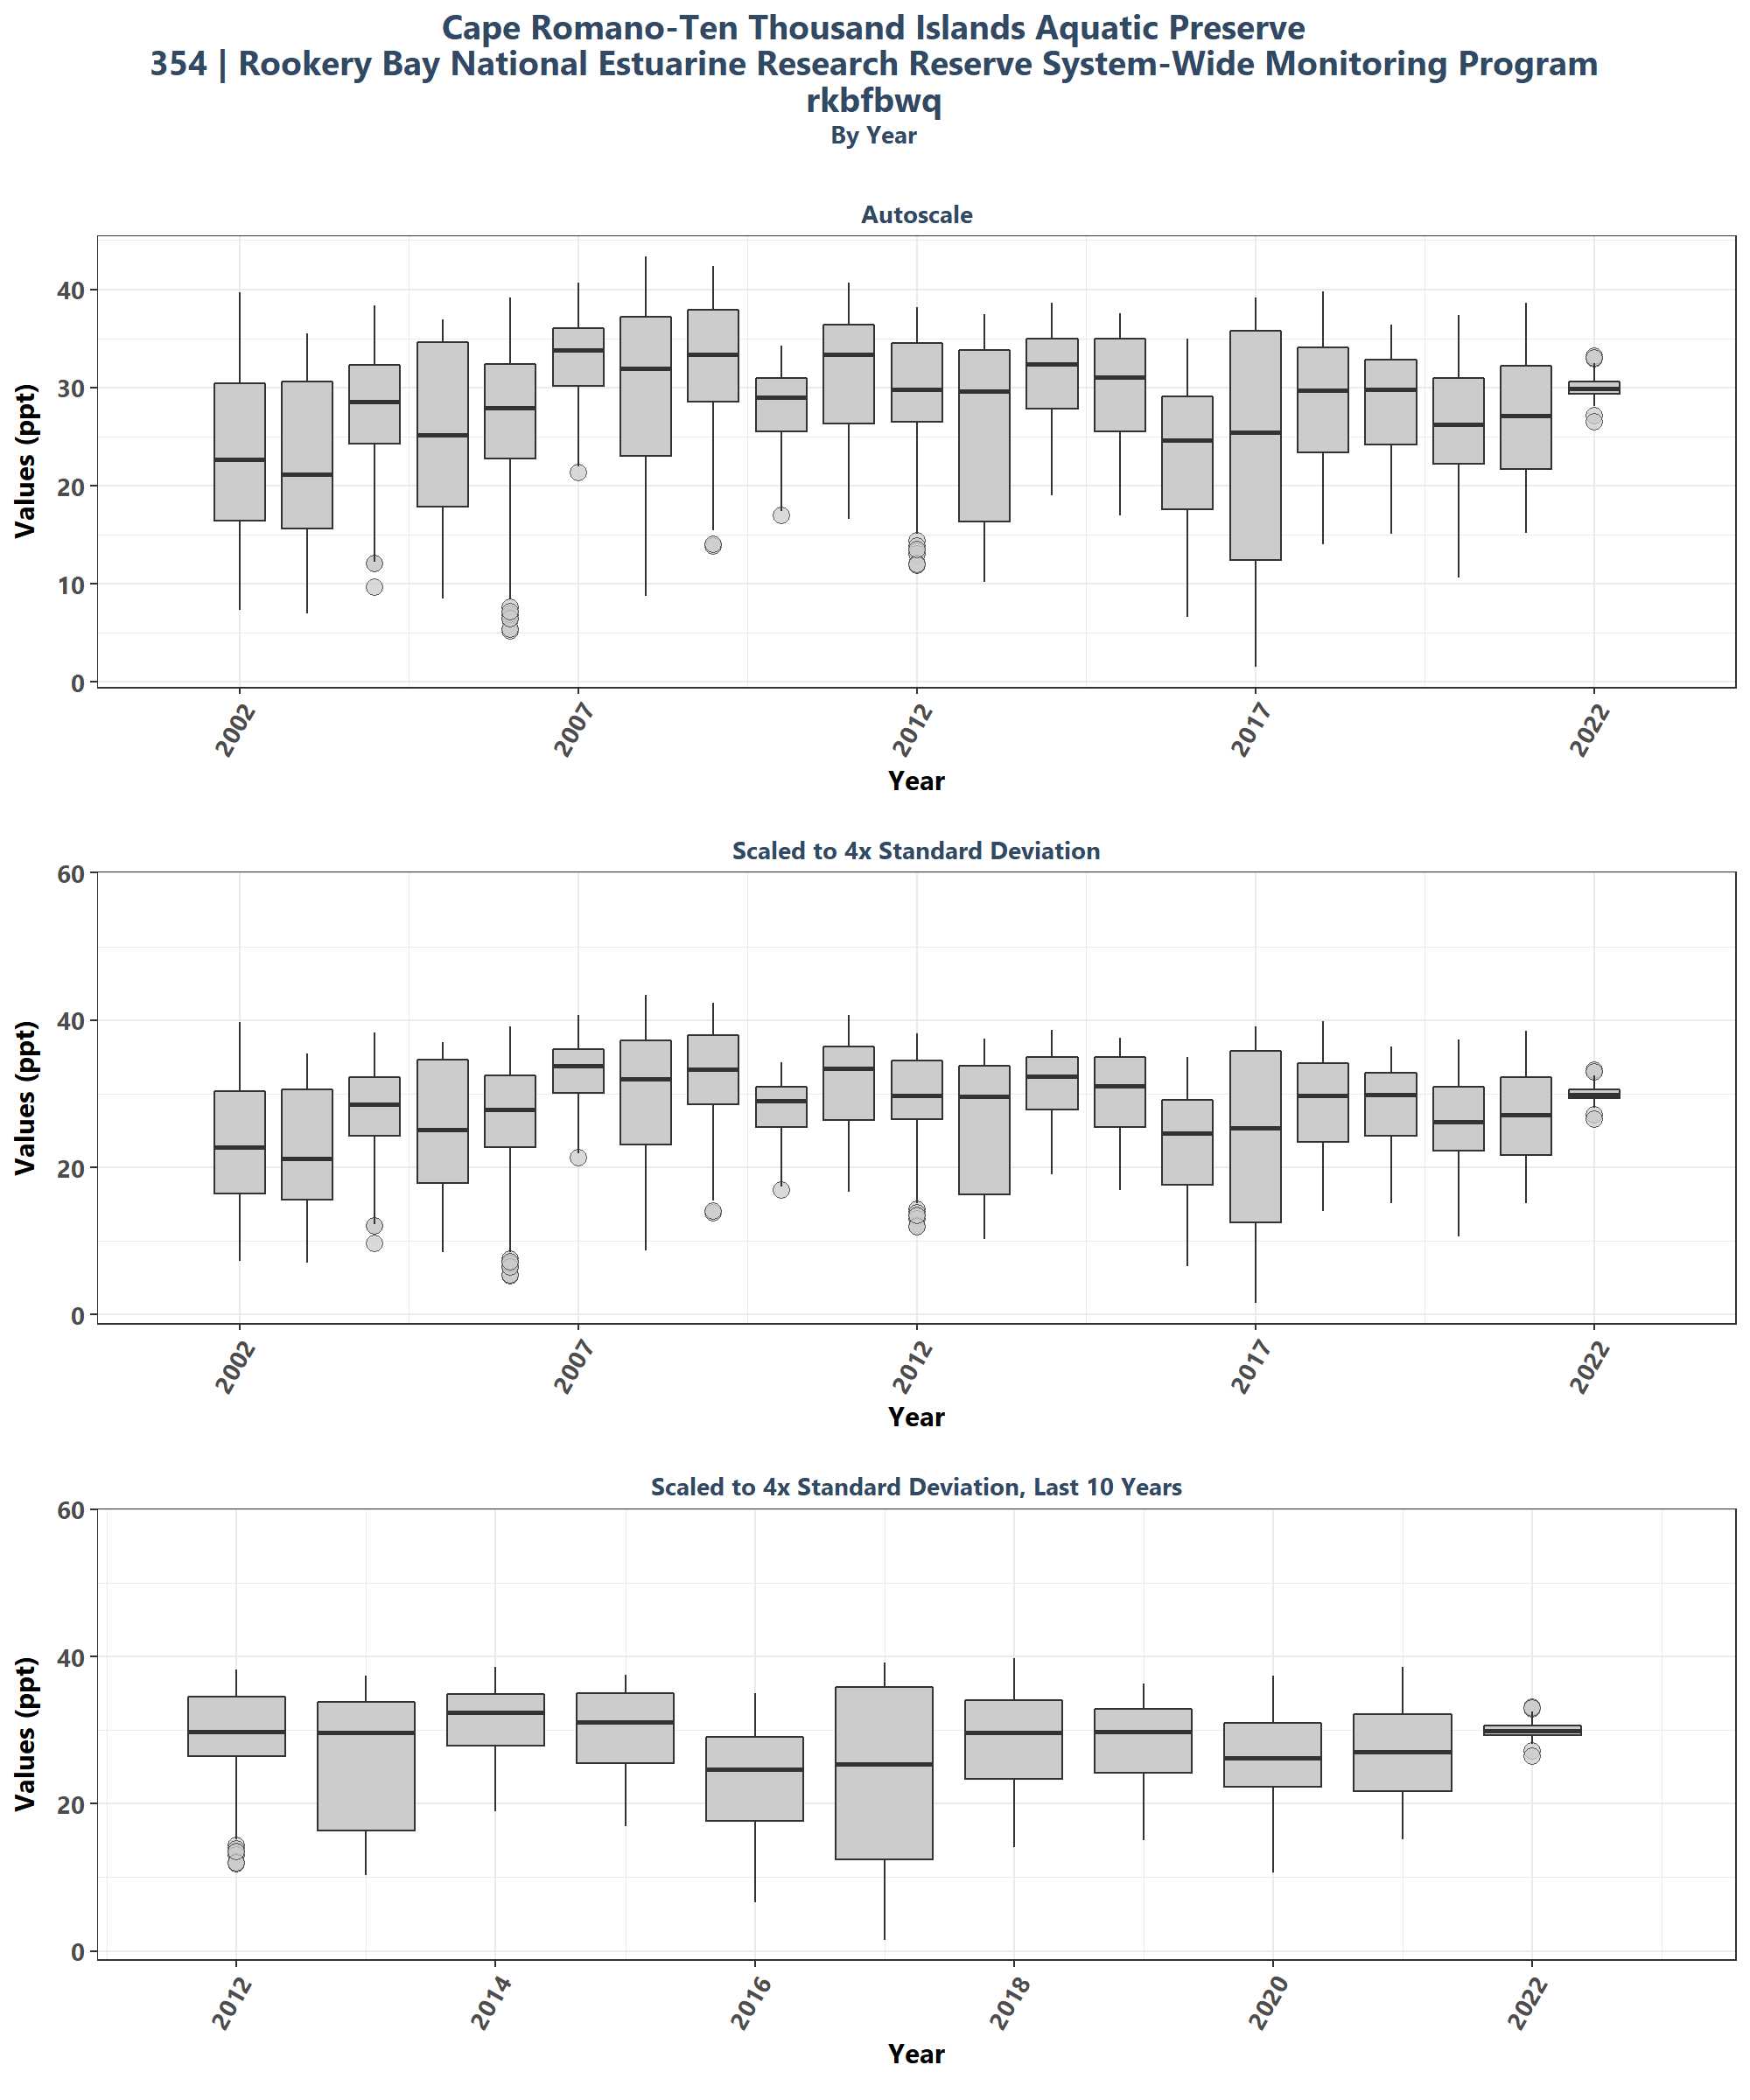 Cape Romano-Ten Thousand Islands Aquatic Preserve
354 | Rookery Bay National Estuarine Research Reserve System-Wide Monitoring Program
rkbfbwq
By Year
Autoscale
Values (ppt)
40
30
20
10
0
2002
2007
2012
2017
2022
Year
Scaled to 4x Standard Deviation
Values (ppt)
60
40
20
0
2002
2007
2012
2017
2022
Year
Scaled to 4x Standard Deviation, Last 10 Years
Values (ppt)
60
40
20
0
2012
2014
2016
2018
2020
2022
Year